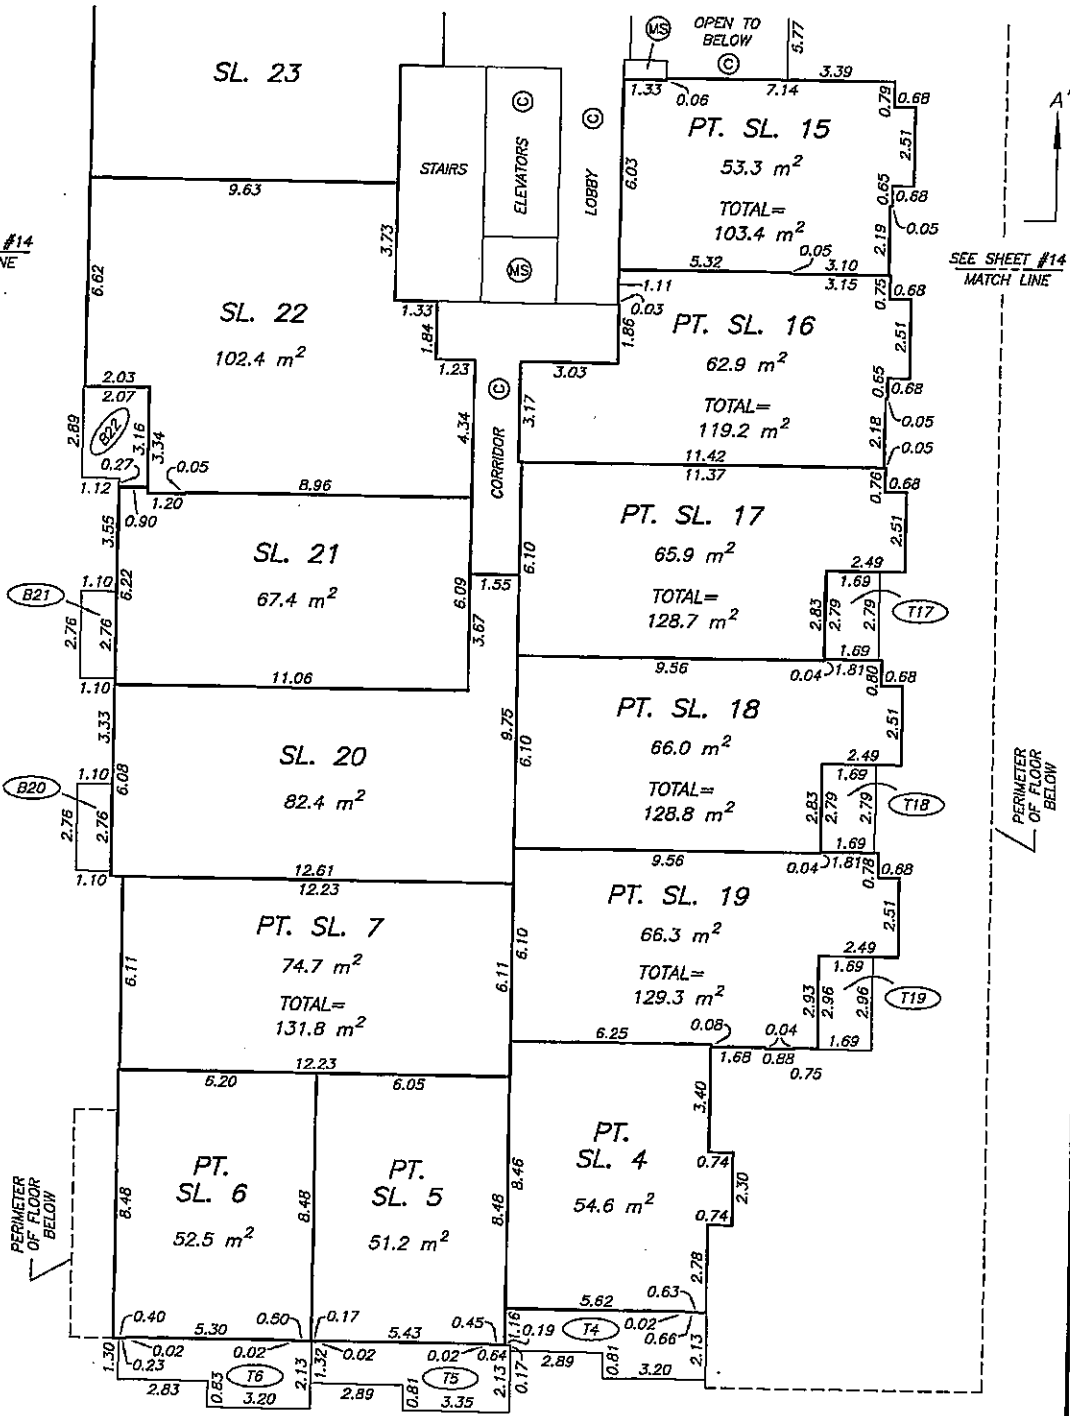 OPEN TO
BELOW
MS
C
5.77
3.39
SL. 23
1.33
0.06
7.14
0.79
0.68
PT. SL. 15
53.3 m²
TOTAL=
103.4 m²
6.03
2.51
0.65
0.68
0.05
2.19
A'
STAIRS
ELEVATORS
C
LOBBY
C
MS
9.63
3.73
#14
NE
SEE SHEET #14
MATCH LINE
5.32
0.05
3.10
3.15
0.75
0.68
6.62
SL. 22
102.4 m²
1.33
1.84
1.23
1.11
0.03
1.86
3.03
PT. SL. 16
62.9 m²
TOTAL=
119.2 m²
2.51
0.65
0.68
0.05
2.18
0.05
2.03
2.07
2.89
B22
3.16
3.34
4.34
C
CORRIDOR
3.17
0.27
0.05
1.12
1.20
8.96
0.90
11.42
11.37
0.76
0.68
3.55
SL. 21
67.4 m²
PT. SL. 17
65.9 m²
TOTAL=
128.7 m²
6.10
2.51
2.49
1.69
B21
1.10
2.76
2.76
6.22
6.09
3.67
1.55
2.83
2.79
2.79
T17
1.69
1.10
11.06
9.56
0.04
1.81
0.80
0.68
3.33
SL. 20
82.4 m²
9.75
6.10
PT. SL. 18
66.0 m²
TOTAL=
128.8 m²
2.51
2.49
1.69
B20
1.10
2.76
2.76
6.08
2.83
2.79
2.79
T18
1.69
PERIMETER
OF FLOOR
BELOW
1.10
12.61
12.23
9.56
0.04
1.81
0.78
0.68
PT. SL. 7
74.7 m²
TOTAL=
131.8 m²
6.11
6.11
6.10
PT. SL. 19
66.3 m²
TOTAL=
129.3 m²
2.51
2.49
1.69
2.93
2.96
2.96
T19
12.23
6.20
6.05
6.25
0.08
0.04
1.68
0.88
0.75
1.69
3.40
PT.
SL. 6
52.5 m²
8.48
8.48
PT.
SL. 5
51.2 m²
8.48
8.46
PT.
SL. 4
54.6 m²
0.74
2.30
0.74
2.78
PERIMETER
OF FLOOR
BELOW
0.40
5.30
0.50
0.17
5.43
0.45
5.62
0.63
1.30
0.23
0.02
0.02
T6
2.13
1.32
0.02
0.02
0.64
T5
2.13
1.16
0.19
0.17
T4
0.02
0.66
2.13
2.83
0.83
3.20
2.89
0.81
3.35
2.89
0.81
3.20